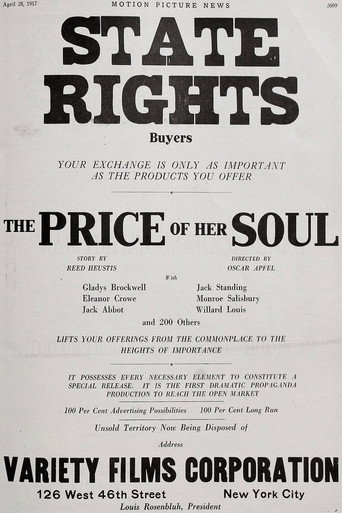 April 28, 1917 MOTION PICTURE NEWS 2609
STATE
RIGHTS
Buyers
YOUR EXCHANGE IS ONLY AS IMPORTANT
AS THE PRODUCTS YOU OFFER
THE PRICE OF HER SOUL
STORY BY DIRECTED BY
REED HEUSTIS OSCAR APFEL
With
Gladys Brockwell Jack Standing
Eleanor Crowe Monroe Salisbury
Jack Abbot Willard Louis
and 200 Others
LIFTS YOUR OFFERINGS FROM THE COMMONPLACE TO THE
HEIGHTS OF IMPORTANCE
IT POSSESSES EVERY NECESSARY ELEMENT TO CONSTITUTE A
SPECIAL RELEASE. IT IS THE FIRST DRAMATIC PROPAGANDA
PRODUCTION TO REACH THE OPEN MARKET
100 Per Cent Advertising Possibilities 100 Per Cent Long Run
Unsold Territory Now Being Disposed of
Address
VARIETY FILMS CORPORATION
126 West 46th Street New York City
Louis Rosenbluh, President